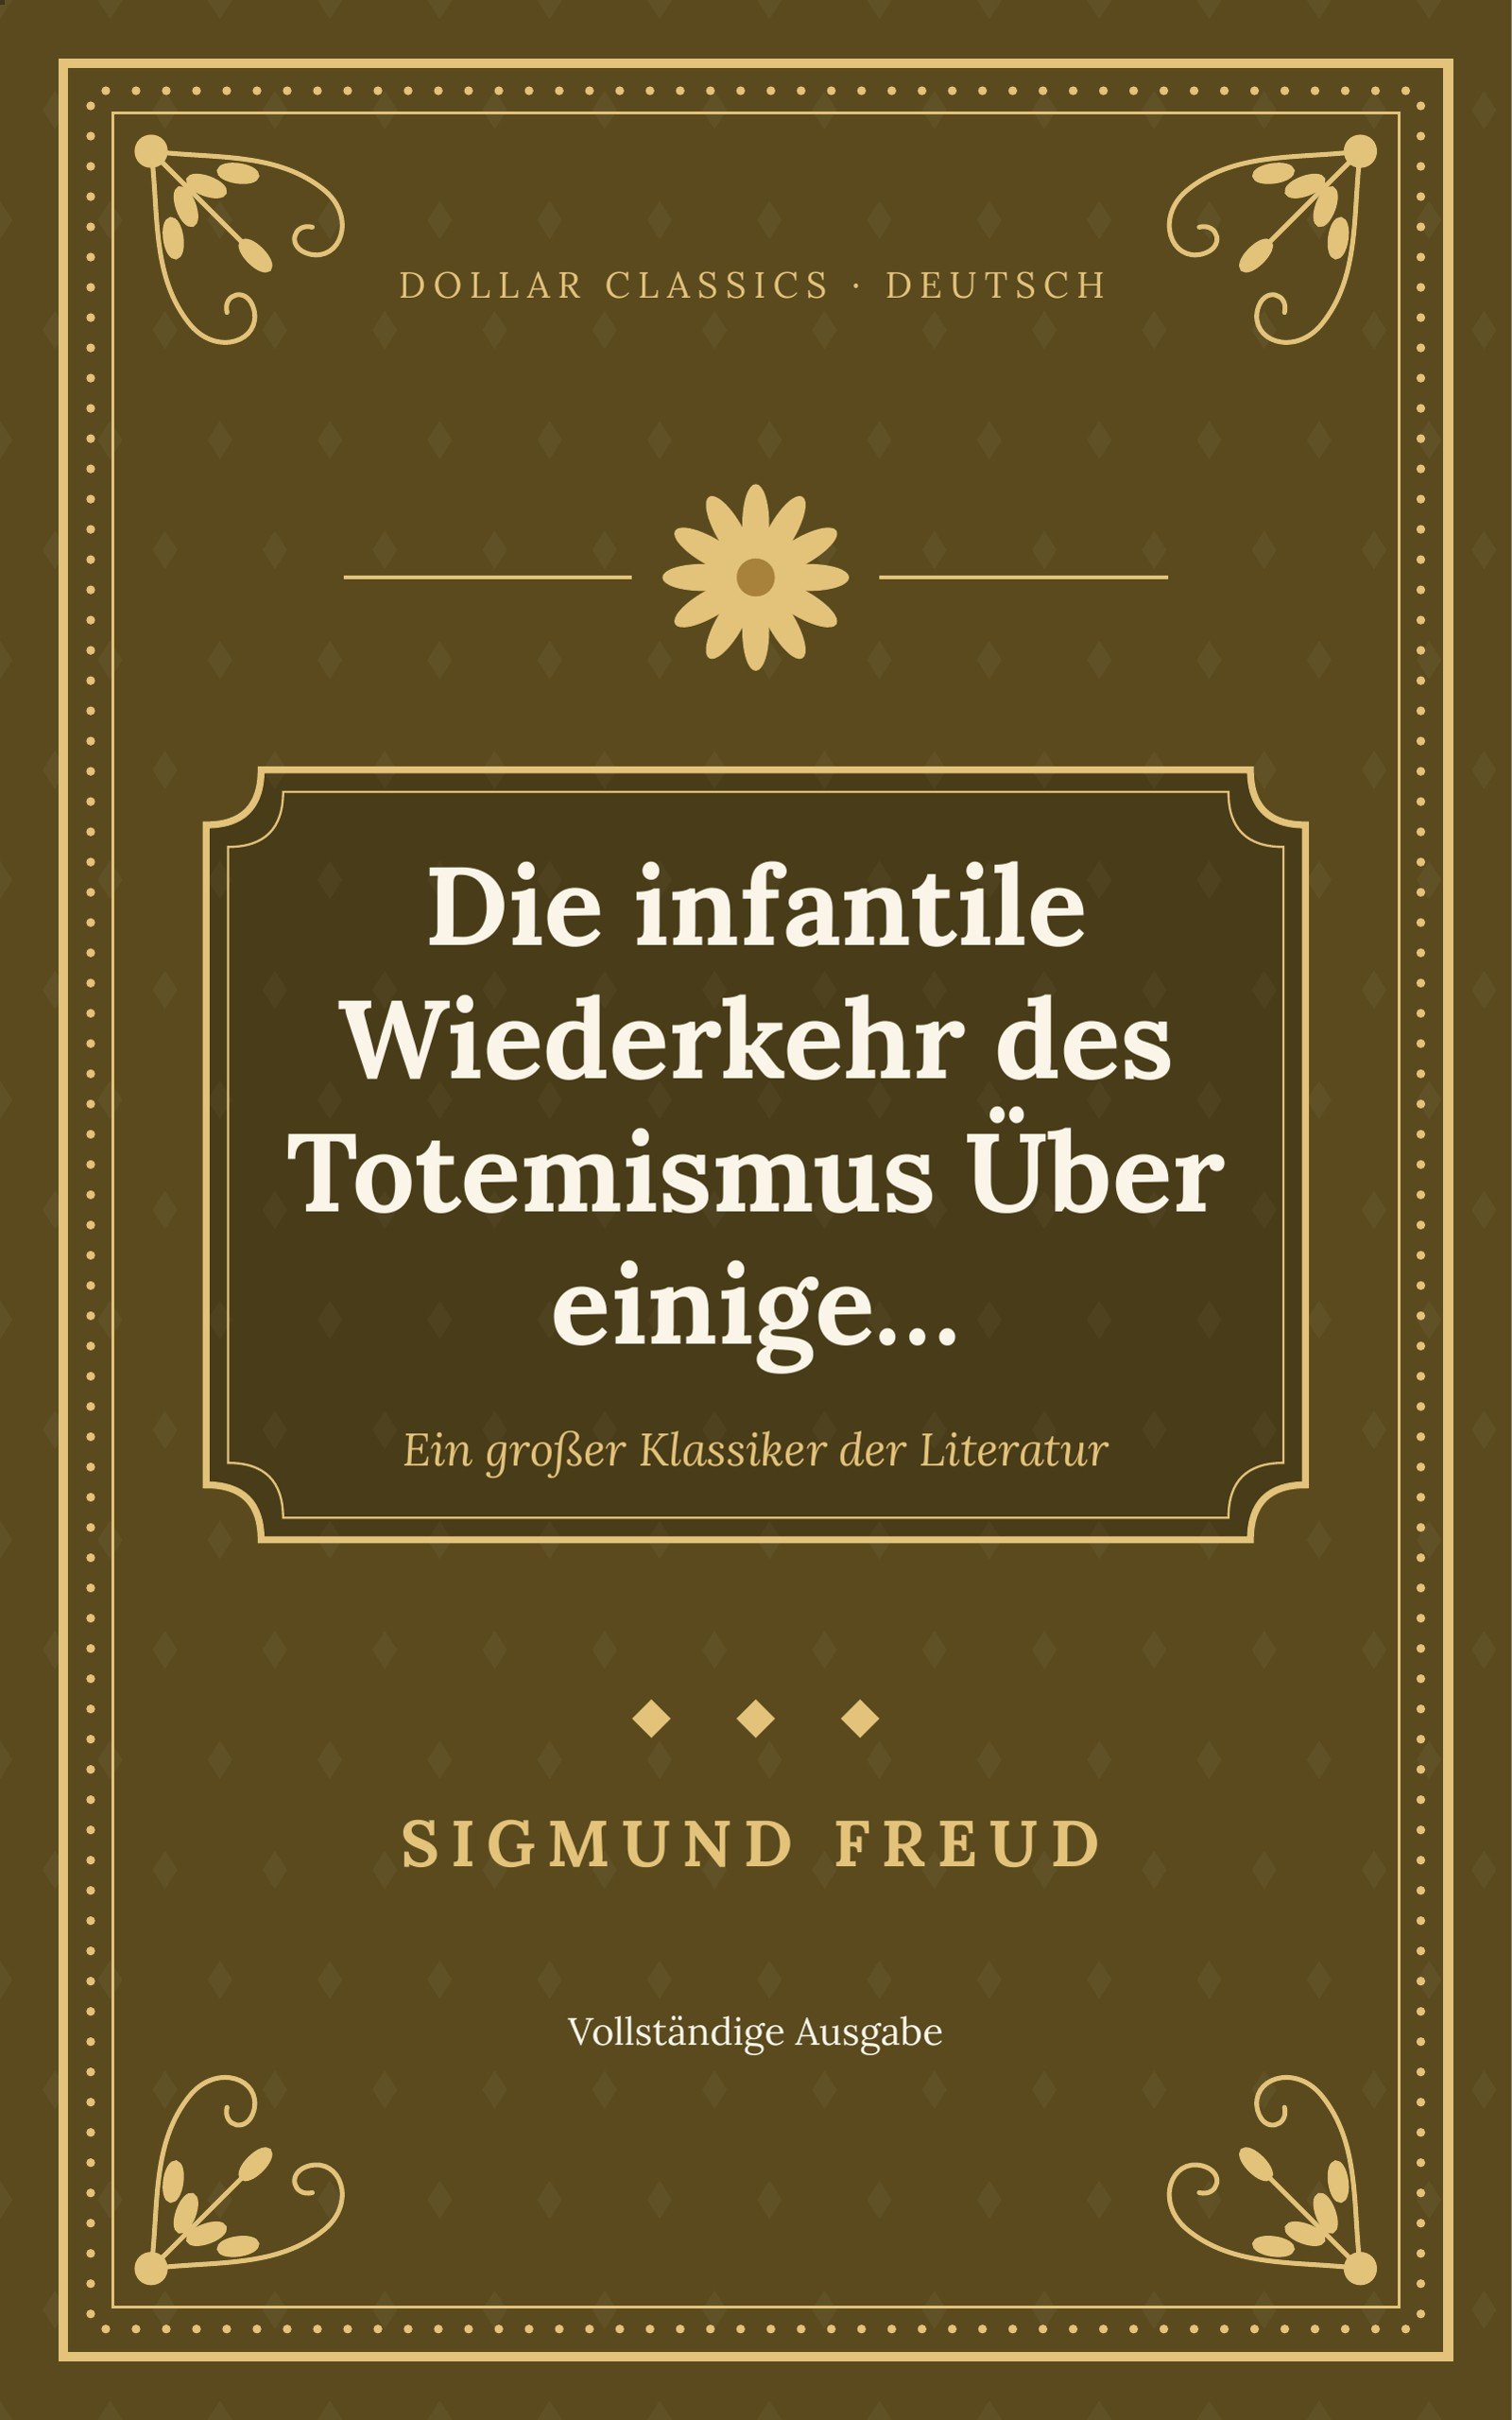 DOLLAR CLASSICS · DEUTSCH
Die infantile
Wiederkehr des
Totemismus Über
einige...
Ein großer Klassiker der Literatur
SIGMUND FREUD
Vollständige Ausgabe